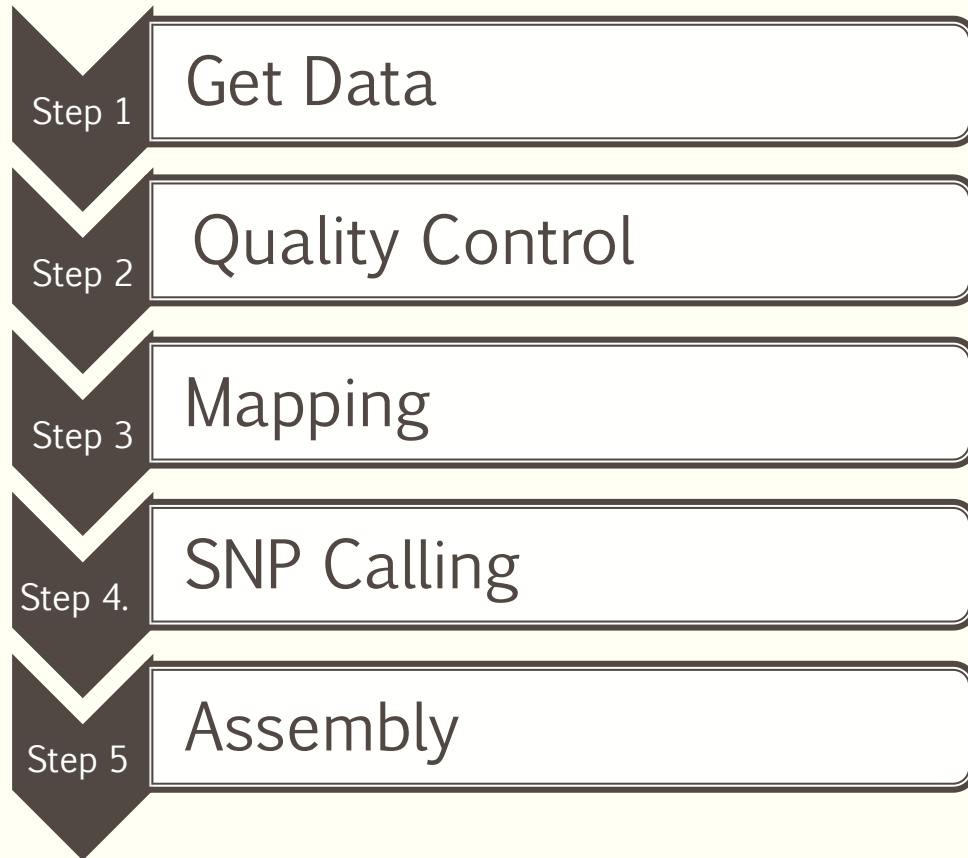 Step 1
Get Data
Step 2
Quality Control
Step 3
Mapping
Step 4.
SNP Calling
Step 5
Assembly